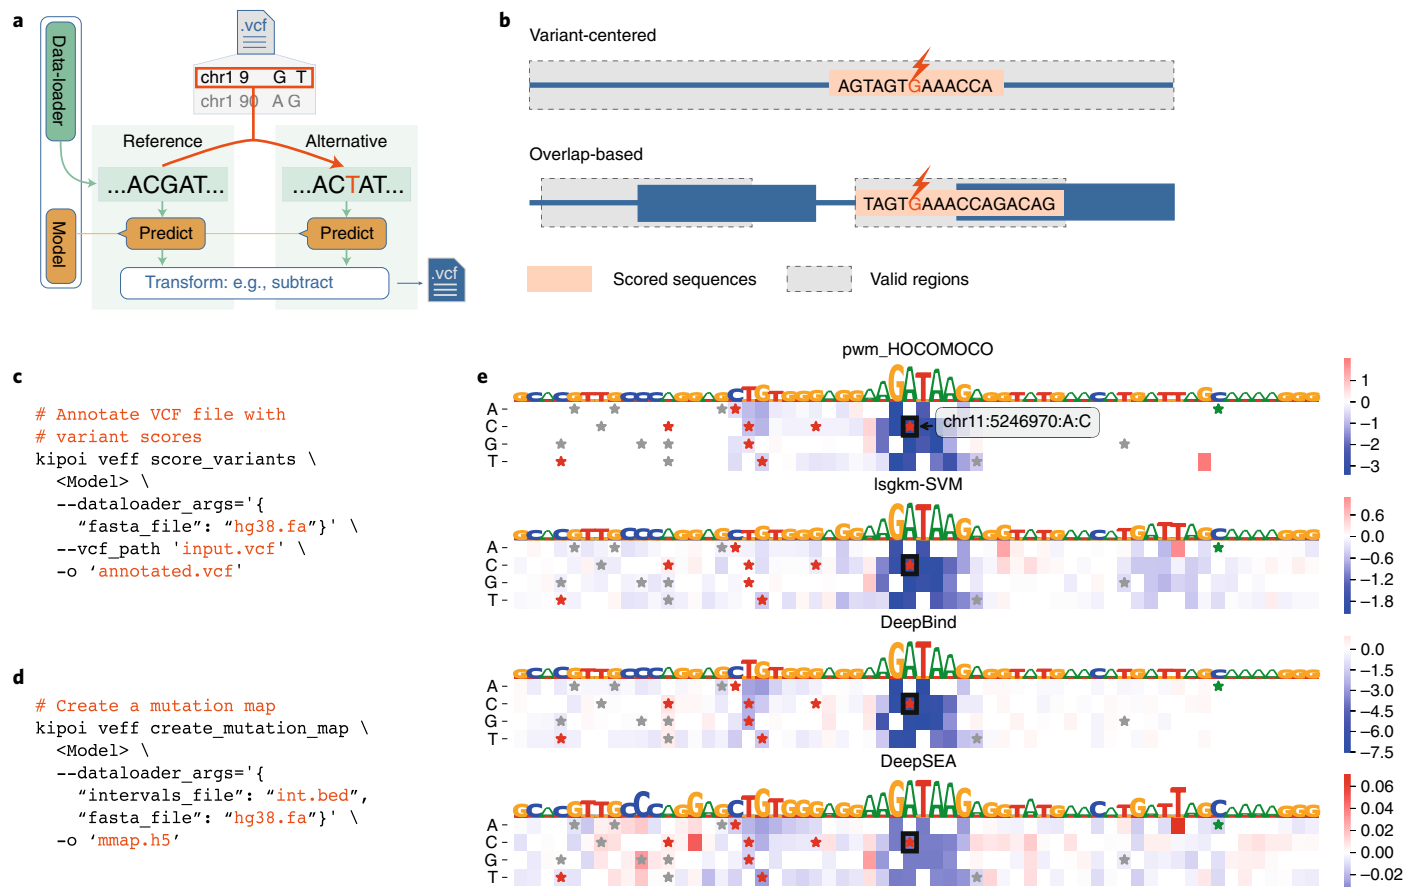 a
.vcf
chr1 9 G T
chr1 90 A G
Data-loader
Reference
Alternative
...ACGAT...
...ACTAT...
Model
Predict
Predict
Transform: e.g., subtract
.vcf
b
Variant-centered
AGTAGTGAAACCA
Overlap-based
TAGTGAAACCAGACAG
Scored sequences
Valid regions
c
# Annotate VCF file with
# variant scores
kipoi veff score_variants \
<Model> \
--dataloader_args='{
"fasta_file": "hg38.fa"}' \
--vcf_path 'input.vcf' \
-o 'annotated.vcf'
d
# Create a mutation map
kipoi veff create_mutation_map \
<Model> \
--dataloader_args='{
"intervals_file": "int.bed",
"fasta_file": "hg38.fa"}' \
-o 'mmap.h5'
e
pwm_HOCOMOCO
GCACGTTGCCCAGGAGCTGTGGGAGGAAGATAAGAGGTATGAACATGATTAGCAAAAGGG
A
C
G
T
chr11:5246970:A:C
1
0
−1
−2
−3
lsgkm-SVM
GCACGTTGCCCAGGAGCTGTGGGAGGAAGATAAGAGGTATGAACATGATTAGCAAAAGGG
A
C
G
T
0.6
0.0
−0.6
−1.2
−1.8
DeepBind
GCACGTTGCCCAGGAGCTGTGGGAGGAAGATAAGAGGTATGAACATGATTAGCAAAAGGG
A
C
G
T
0.0
−1.5
−3.0
−4.5
−6.0
−7.5
DeepSEA
GCACGTTGCCCAGGAGCTGTGGGAGGAAGATAAGAGGTATGAACATGATTAGCAAAAGGG
A
C
G
T
0.06
0.04
0.02
0.00
−0.02